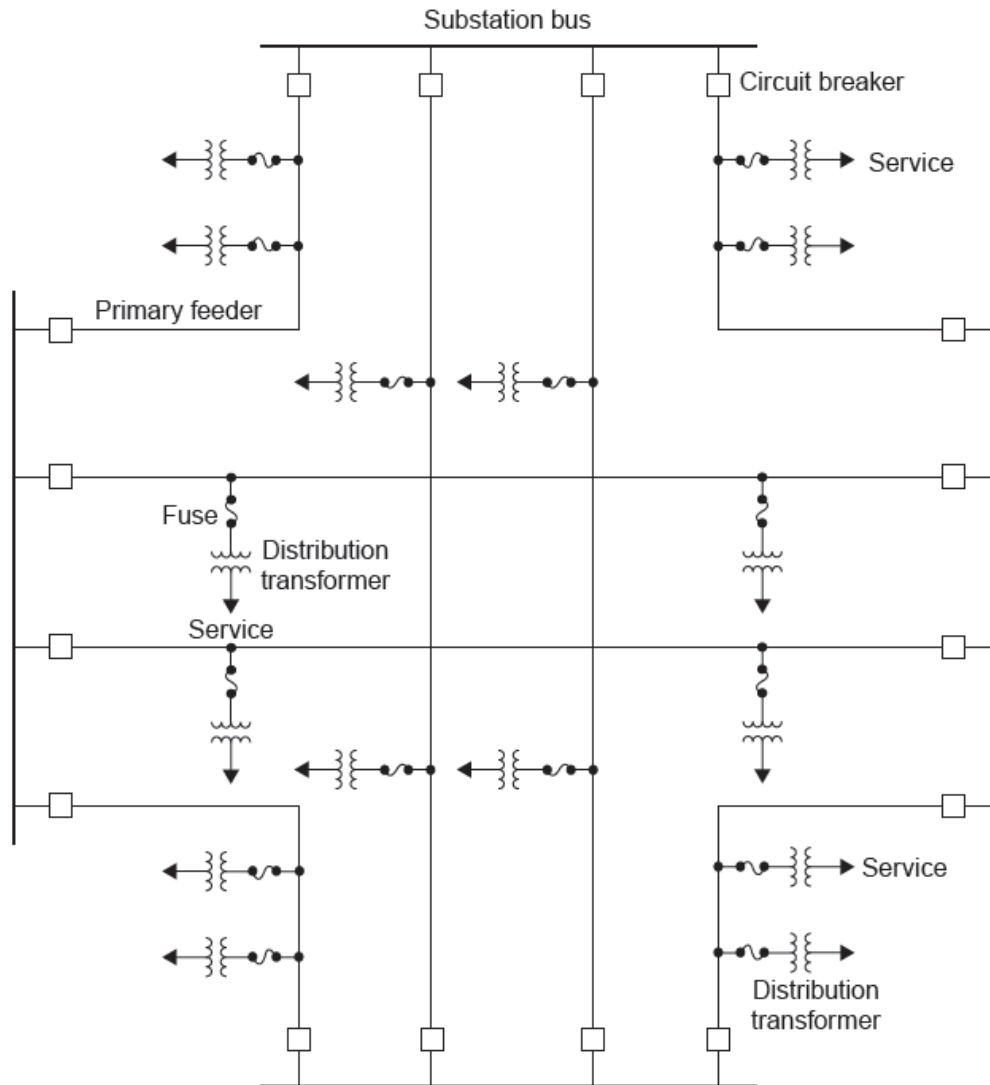 Substation bus
Circuit breaker
Service
Primary feeder
Fuse
Distribution
transformer
Service
Service
Distribution
transformer